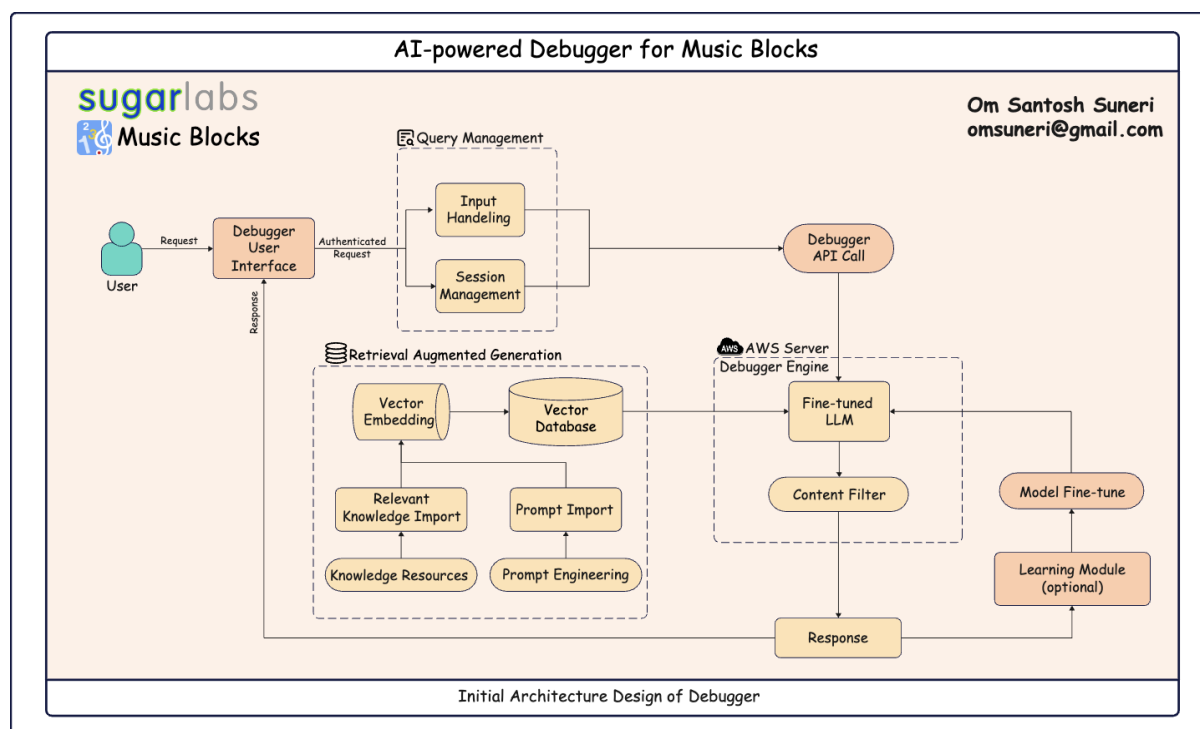 AI-powered Debugger for Music Blocks
sugarlabs
Music Blocks
Om Santosh Suneri
omsuneri@gmail.com
Query Management
Input
Handeling
Session
Management
User
Request
Debugger
User
Interface
Authenticated
Request
Response
Debugger
API Call
Retrieval Augmented Generation
Vector
Embedding
Vector
Database
Relevant
Knowledge Import
Prompt Import
Knowledge Resources
Prompt Engineering
AWS
AWS Server
Debugger Engine
Fine-tuned
LLM
Content Filter
Model Fine-tune
Learning Module
(optional)
Response
Initial Architecture Design of Debugger